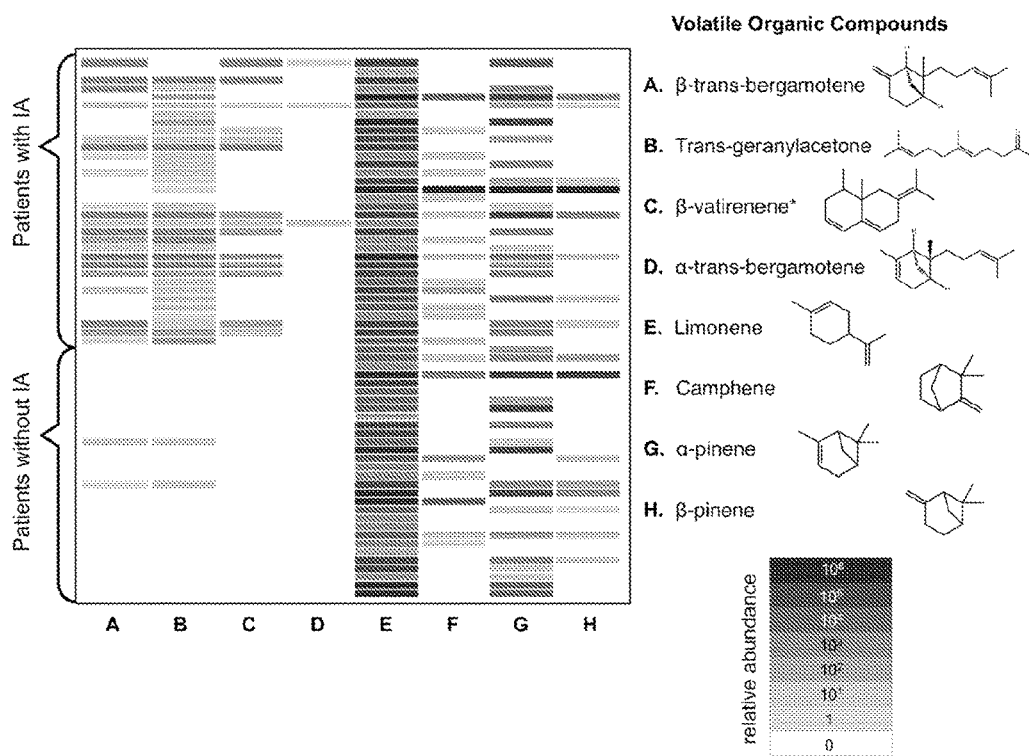 Volatile Organic Compounds
Patients with IA
Patients without IA
A. β-trans-bergamotene
B. Trans-geranylacetone
C. β-vatirenene*
D. α-trans-bergamotene
E. Limonene
F. Camphene
G. α-pinene
H. β-pinene
A B C D E F G H
relative abundance
10¹
1
0